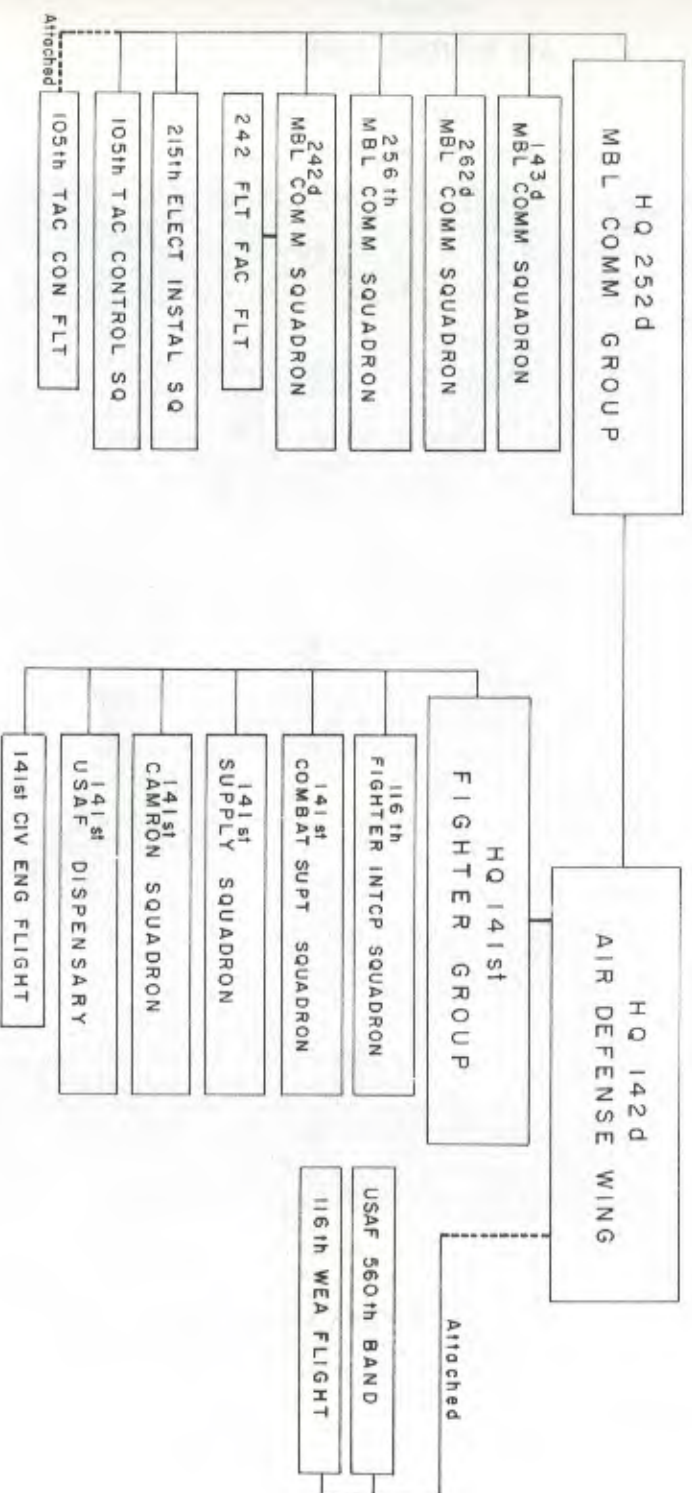 HQ 252d
MBL COMM GROUP
143d
MBL COMM SQUADRON
262d
MBL COMM SQUADRON
256th
MBL COMM SQUADRON
242d
MBL COMM SQUADRON
242 FLT FAC FLT
215th ELECT INSTAL SQ
105th TAC CONTROL SQ
Attached
105th TAC CON FLT
HQ 142d
AIR DEFENSE WING
HQ 141st
FIGHTER GROUP
116th
FIGHTER INTCP SQUADRON
141st
COMBAT SUPT SQUADRON
141st
SUPPLY SQUADRON
141st
CAMRON SQUADRON
141st
USAF DISPENSARY
141st CIV ENG FLIGHT
Attached
USAF 560th BAND
116th WEA FLIGHT